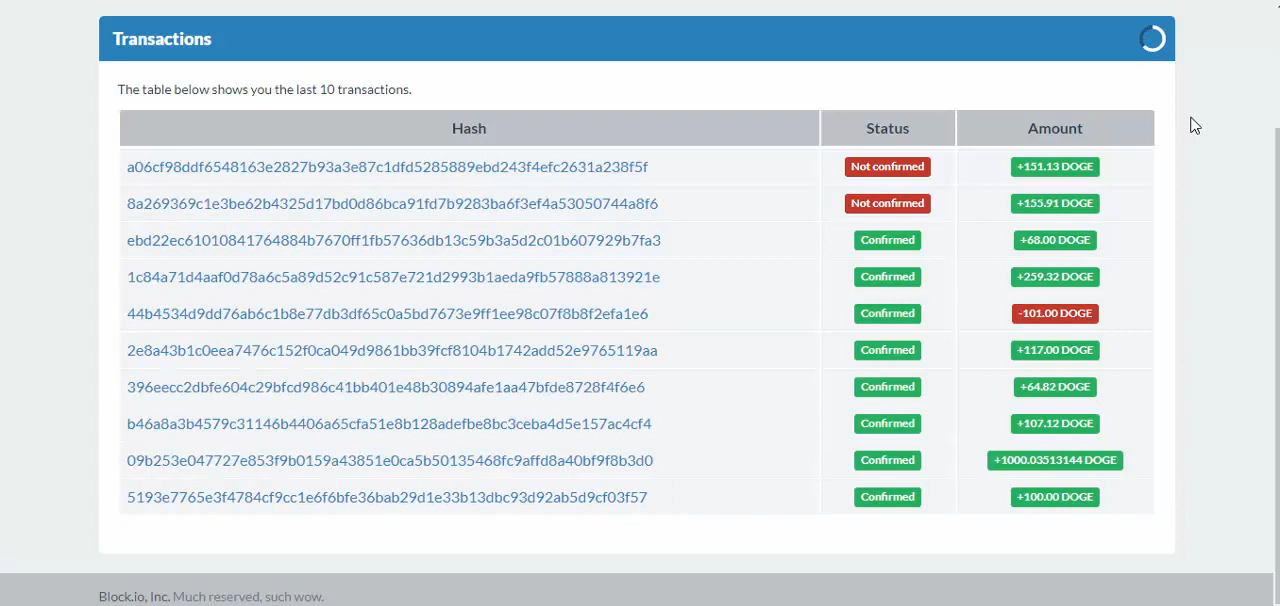 Transactions
The table below shows you the last 10 transactions.
Hash Status Amount
a06cf98ddf6548163e2827b93a3e87c1dfd5285889ebd243f4efc2631a238f5f Not confirmed +151.13 DOGE
8a269369c1e3be62b4325d17bd0d86bca91fd7b9283ba6f3ef4a53050744a8f6 Not confirmed +155.91 DOGE
ebd22ec61010841764884b7670ff1fb57636db13c59b3a5d2c01b607929b7fa3 Confirmed +68.00 DOGE
1c84a71d4aaf0d78a6c5a89d52c91c587e721d2993b1aeda9fb57888a813921e Confirmed +259.32 DOGE
44b4534d9dd76ab6c1b8e77db3df65c0a5bd7673e9ff1ee98c07f8b8f2efa1e6 Confirmed -101.00 DOGE
2e8a43b1c0eea7476c152f0ca049d9861bb39fcf8104b1742add52e9765119aa Confirmed +117.00 DOGE
396eecc2dbfe604c29bfcd986c41bb401e48b30894afe1aa47bfde8728f4f6e6 Confirmed +64.82 DOGE
b46a8a3b4579c31146b4406a65cfa51e8b128adefbe8bc3ceba4d5e157ac4cf4 Confirmed +107.12 DOGE
09b253e047727e853f9b0159a43851e0ca5b50135468fc9affd8a40bf9f8b3d0 Confirmed +1000.03513144 DOGE
5193e7765e3f4784cf9cc1e6f6bfe36bab29d1e33b13dbc93d92ab5d9cf03f57 Confirmed +100.00 DOGE
Block.io, Inc. Much reserved, such wow.